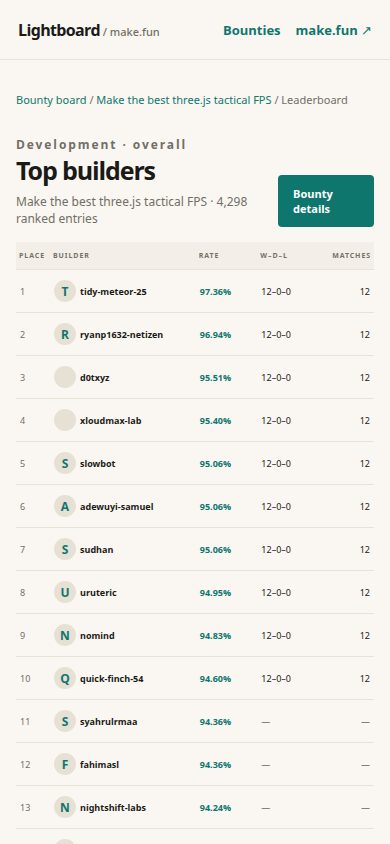 Lightboard / make.fun Bounties make.fun ↗
Bounty board / Make the best three.js tactical FPS / Leaderboard
Development · overall
Top builders
Make the best three.js tactical FPS · 4,298
ranked entries
Bounty
details
PLACE BUILDER RATE W–D–L MATCHES
1 T tidy-meteor-25 97.36% 12–0–0 12
2 R ryanp1632-netizen 96.94% 12–0–0 12
3 d0txyz 95.51% 12–0–0 12
4 xloudmax-lab 95.40% 12–0–0 12
5 S slowbot 95.06% 12–0–0 12
6 A adewuyi-samuel 95.06% 12–0–0 12
7 S sudhan 95.06% 12–0–0 12
8 U uruteric 94.95% 12–0–0 12
9 N nomind 94.83% 12–0–0 12
10 Q quick-finch-54 94.60% 12–0–0 12
11 S syahrulrmaa 94.36% — —
12 F fahimasl 94.36% — —
13 N nightshift-labs 94.24% — —